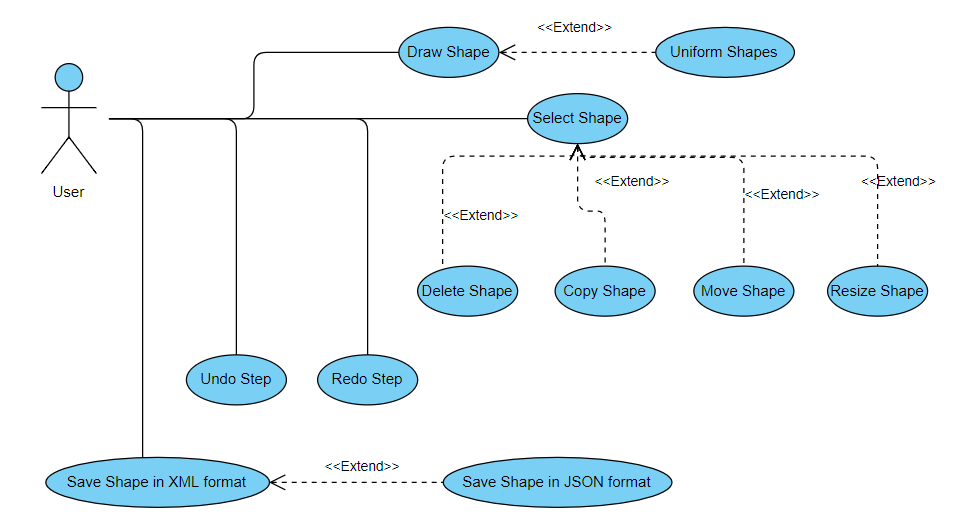 <<Extend>>
Draw Shape
Uniform Shapes
Select Shape
User
<<Extend>>
<<Extend>>
<<Extend>>
<<Extend>>
Delete Shape
Copy Shape
Move Shape
Resize Shape
Undo Step
Redo Step
<<Extend>>
Save Shape in XML format
Save Shape in JSON format